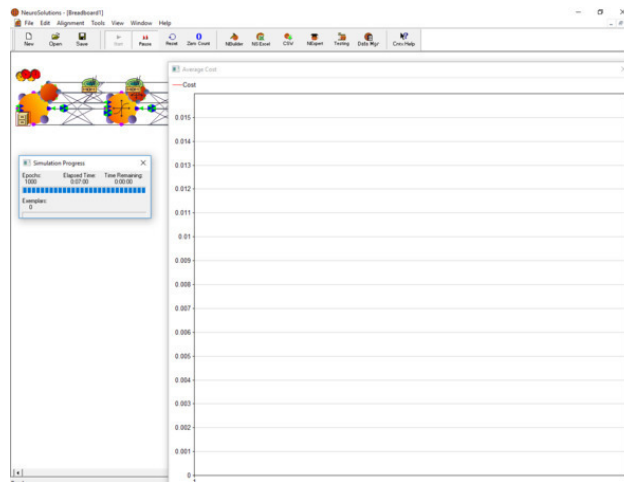 NeuroSolutions - [Breadboard1]
File Edit Alignment Tools View Window Help
New Open Save Start Pause Reset Zero Count NBuilder NSExcel CSW NExpert Testing Data Mgr Cntx Help
Average Cost
Cost
0.015
0.014
0.013
0.012
0.011
0.01
0.009
0.008
0.007
0.006
0.005
0.004
0.003
0.002
0.001
0
1
Simulation Progress
Epochs: Elapsed Time: Time Remaining:
1000 0:07:00 0:00:00
Exemplars:
0